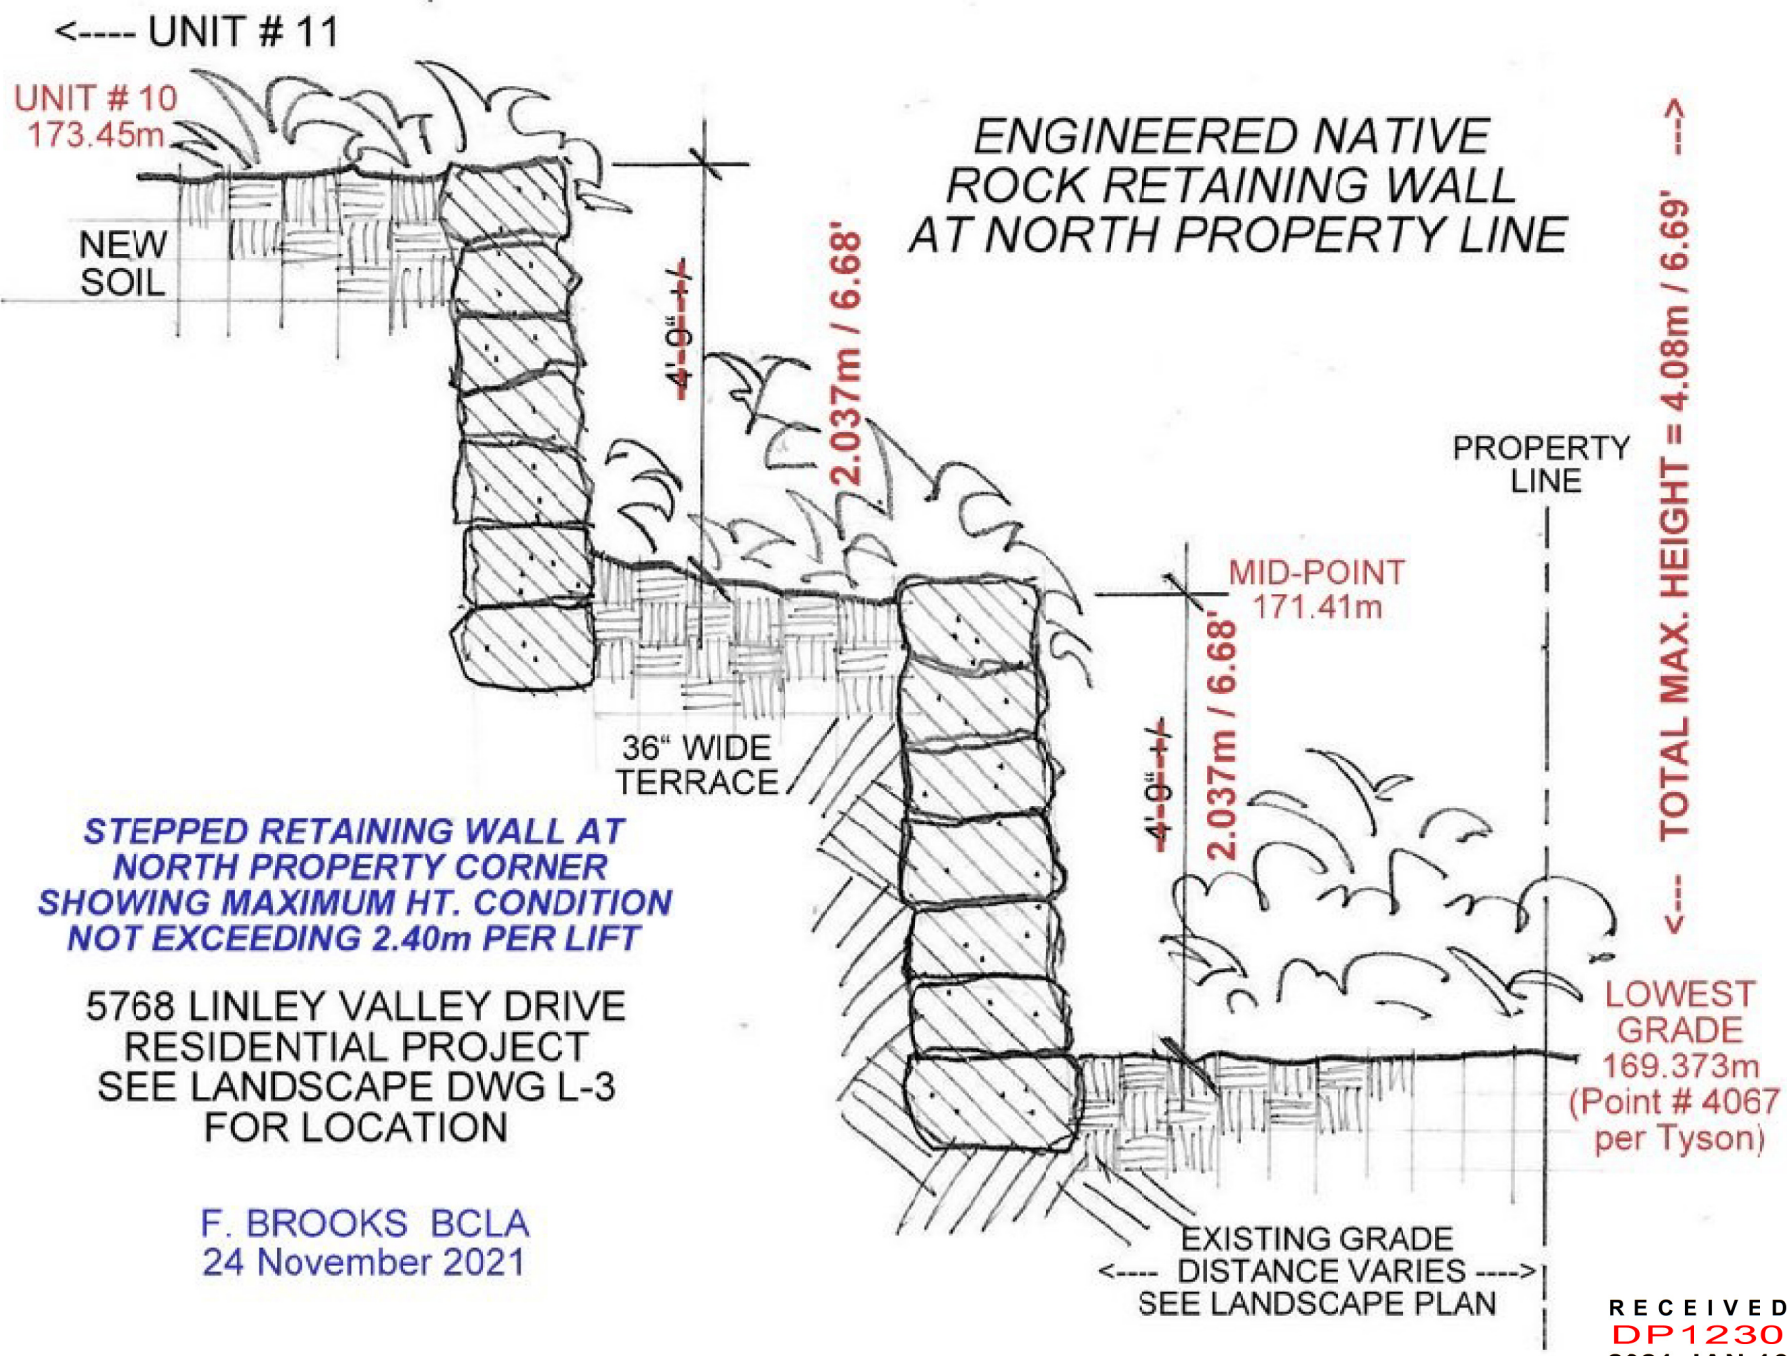 <---- UNIT # 11
UNIT # 10
173.45m
ENGINEERED NATIVE
ROCK RETAINING WALL
AT NORTH PROPERTY LINE
NEW
SOIL
4'-9" +/-
2.037m / 6.68'
<--- TOTAL MAX. HEIGHT = 4.08m / 6.69' --->
PROPERTY
LINE
MID-POINT
171.41m
4'-9" +/-
2.037m / 6.68'
36" WIDE
TERRACE
STEPPED RETAINING WALL AT
NORTH PROPERTY CORNER
SHOWING MAXIMUM HT. CONDITION
NOT EXCEEDING 2.40m PER LIFT
5768 LINLEY VALLEY DRIVE
RESIDENTIAL PROJECT
SEE LANDSCAPE DWG L-3
FOR LOCATION
F. BROOKS BCLA
24 November 2021
LOWEST
GRADE
169.373m
(Point # 4067
per Tyson)
EXISTING GRADE
<---- DISTANCE VARIES ---->
SEE LANDSCAPE PLAN
RECEIVED
DP1230